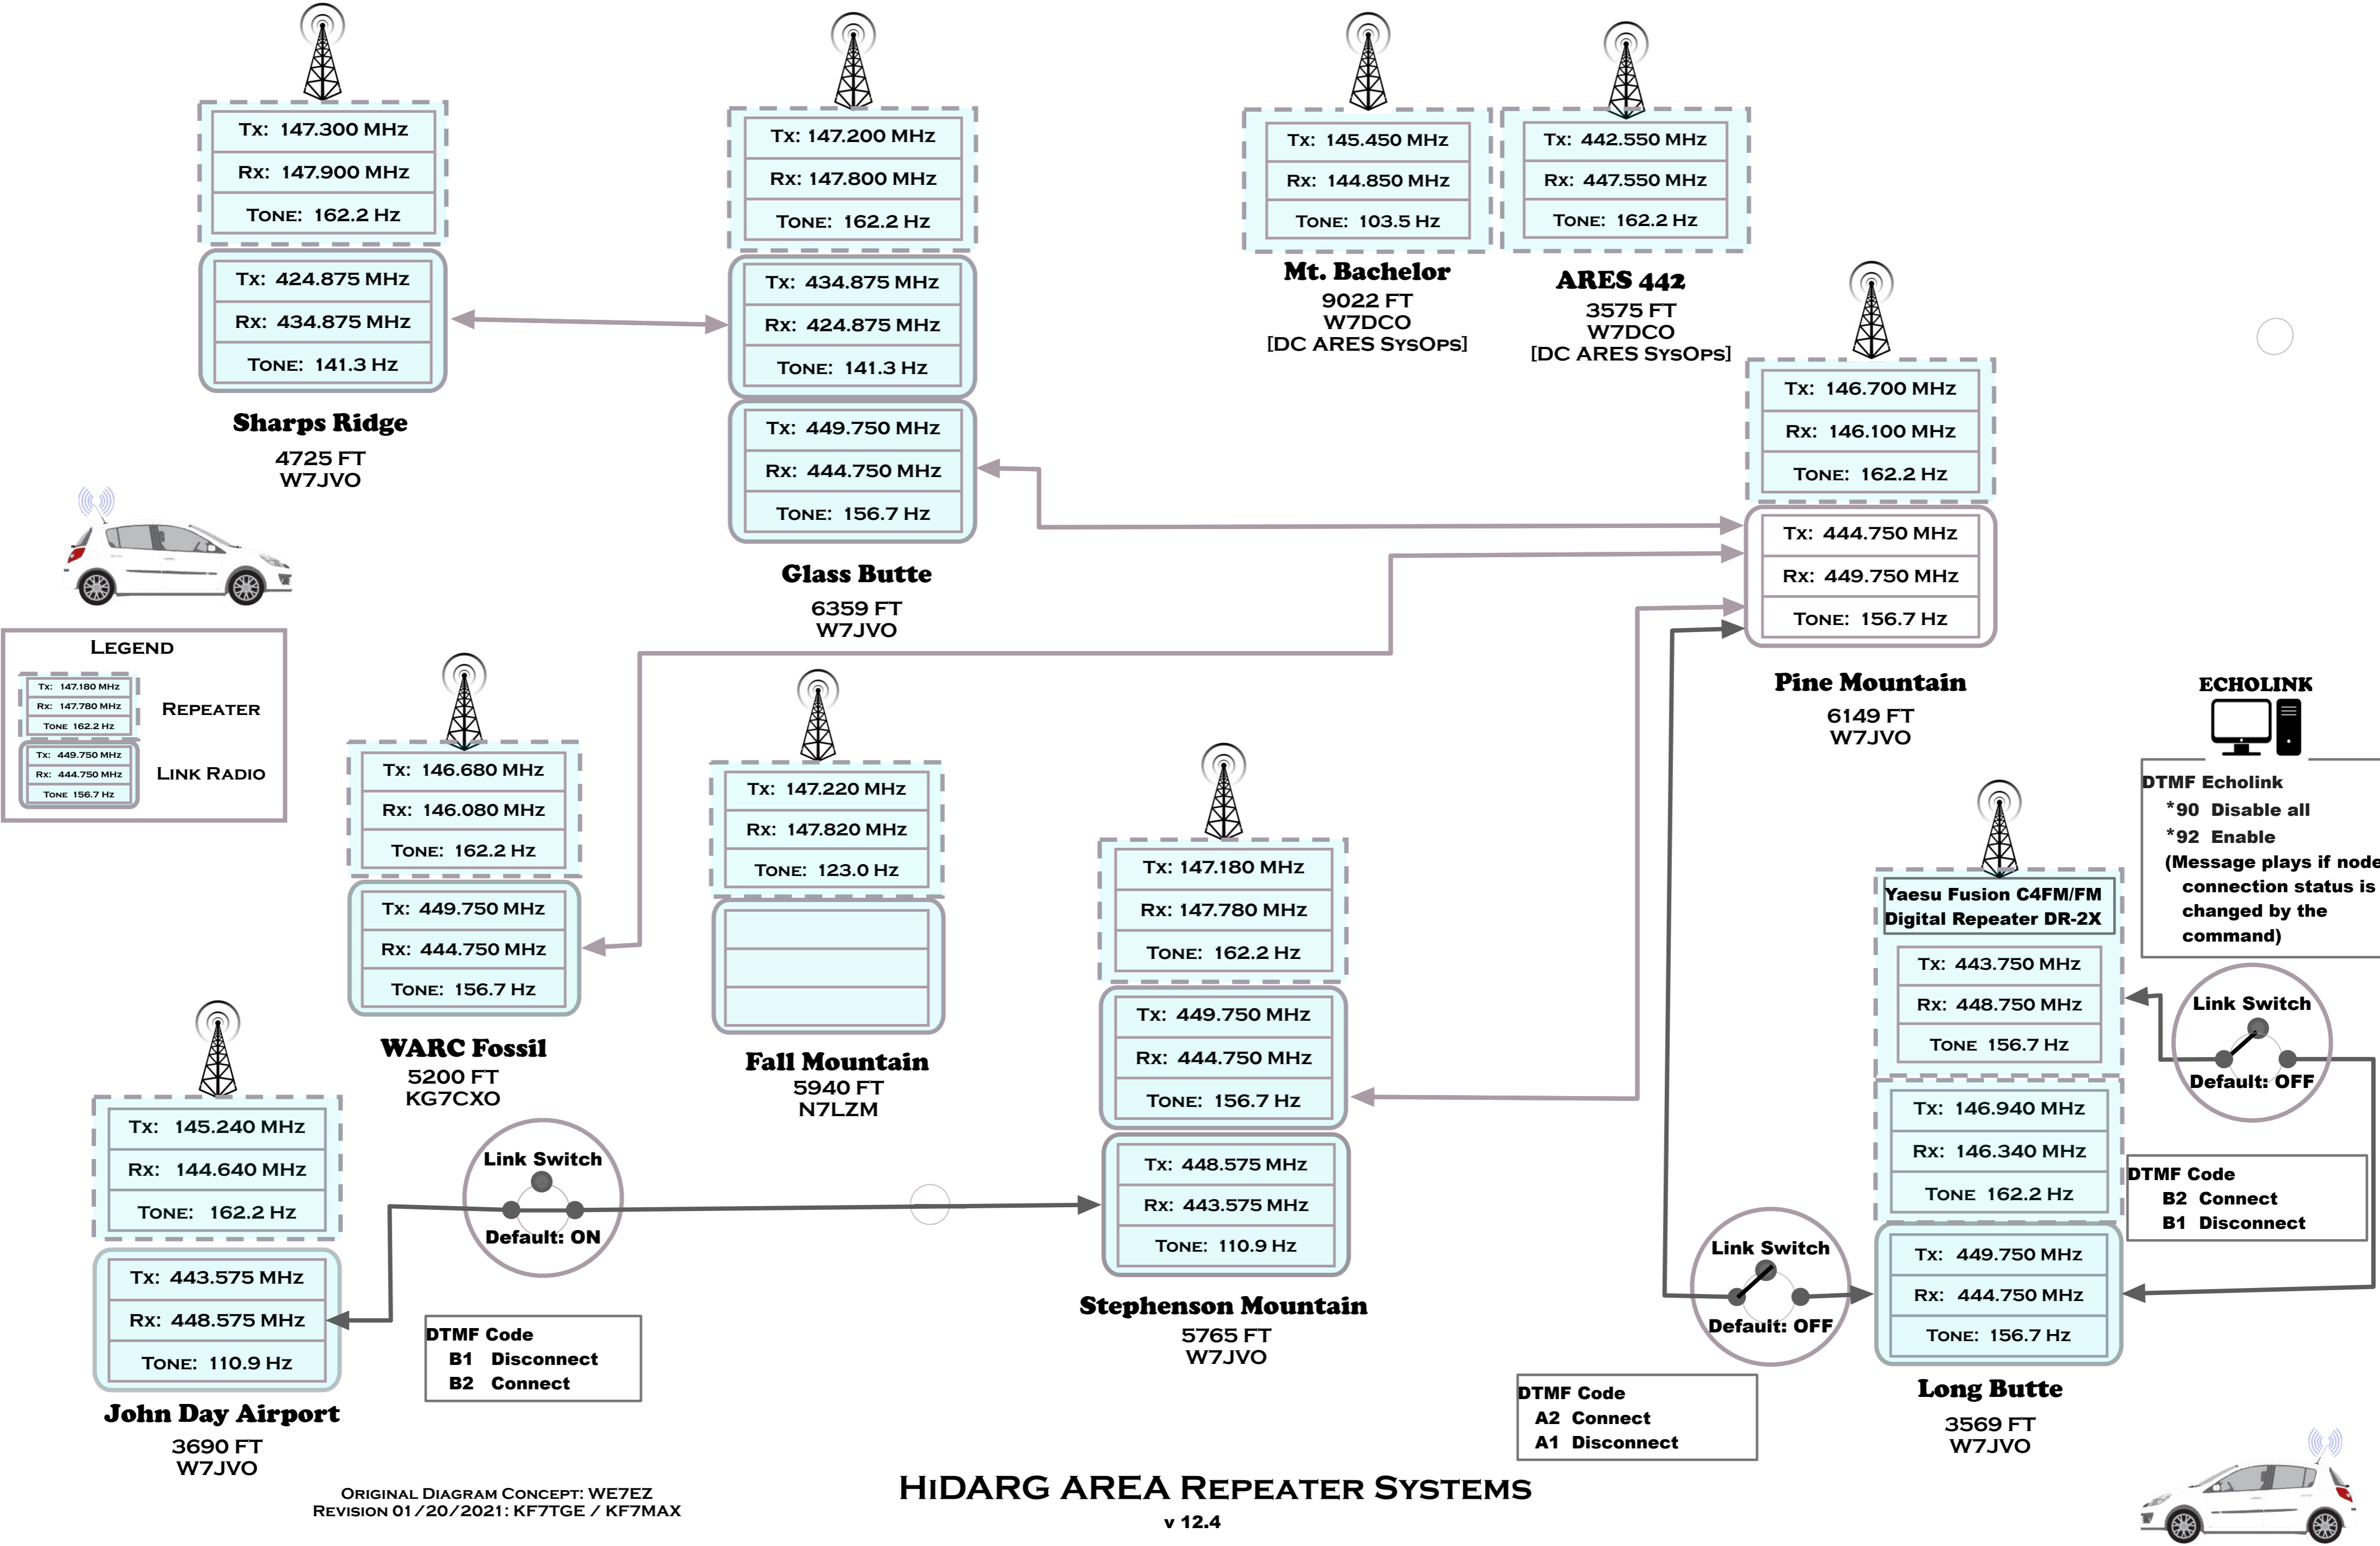 Tx: 147.300 MHz
Rx: 147.900 MHz
Tone: 162.2 Hz
Tx: 424.875 MHz
Rx: 434.875 MHz
Tone: 141.3 Hz
Sharps Ridge
4725 FT
W7JVO
Tx: 147.200 MHz
Rx: 147.800 MHz
Tone: 162.2 Hz
Tx: 434.875 MHz
Rx: 424.875 MHz
Tone: 141.3 Hz
Tx: 449.750 MHz
Rx: 444.750 MHz
Tone: 156.7 Hz
Glass Butte
6359 FT
W7JVO
Tx: 145.450 MHz
Rx: 144.850 MHz
Tone: 103.5 Hz
Mt. Bachelor
9022 FT
W7DCO
[DC ARES SysOps]
Tx: 442.550 MHz
Rx: 447.550 MHz
Tone: 162.2 Hz
ARES 442
3575 FT
W7DCO
[DC ARES SysOps]
Tx: 146.700 MHz
Rx: 146.100 MHz
Tone: 162.2 Hz
Tx: 444.750 MHz
Rx: 449.750 MHz
Tone: 156.7 Hz
Pine Mountain
6149 FT
W7JVO
Legend
Tx: 147.180 MHz
Rx: 147.780 MHz
Tone 162.2 Hz
Repeater
Tx: 449.750 MHz
Rx: 444.750 MHz
Tone 156.7 Hz
Link Radio
Tx: 146.680 MHz
Rx: 146.080 MHz
Tone: 162.2 Hz
Tx: 449.750 MHz
Rx: 444.750 MHz
Tone: 156.7 Hz
WARC Fossil
5200 FT
KG7CXO
Tx: 147.220 MHz
Rx: 147.820 MHz
Tone: 123.0 Hz
Fall Mountain
5940 FT
N7LZM
Tx: 147.180 MHz
Rx: 147.780 MHz
Tone: 162.2 Hz
Tx: 449.750 MHz
Rx: 444.750 MHz
Tone: 156.7 Hz
Tx: 448.575 MHz
Rx: 443.575 MHz
Tone: 110.9 Hz
Stephenson Mountain
5765 FT
W7JVO
ECHOLINK
DTMF Echolink
*90 Disable all
*92 Enable
(Message plays if node
connection status is
changed by the
command)
Yaesu Fusion C4FM/FM
Digital Repeater DR-2X
Tx: 443.750 MHz
Rx: 448.750 MHz
Tone 156.7 Hz
Tx: 146.940 MHz
Rx: 146.340 MHz
Tone 162.2 Hz
Tx: 449.750 MHz
Rx: 444.750 MHz
Tone: 156.7 Hz
Long Butte
3569 FT
W7JVO
Link Switch
Default: OFF
DTMF Code
B2 Connect
B1 Disconnect
Link Switch
Default: OFF
DTMF Code
A2 Connect
A1 Disconnect
Tx: 145.240 MHz
Rx: 144.640 MHz
Tone: 162.2 Hz
Tx: 443.575 MHz
Rx: 448.575 MHz
Tone: 110.9 Hz
John Day Airport
3690 FT
W7JVO
Link Switch
Default: ON
DTMF Code
B1 Disconnect
B2 Connect
Original Diagram Concept: WE7EZ
Revision 01/20/2021: KF7TGE / KF7MAX
HiDARG AREA Repeater Systems
v 12.4